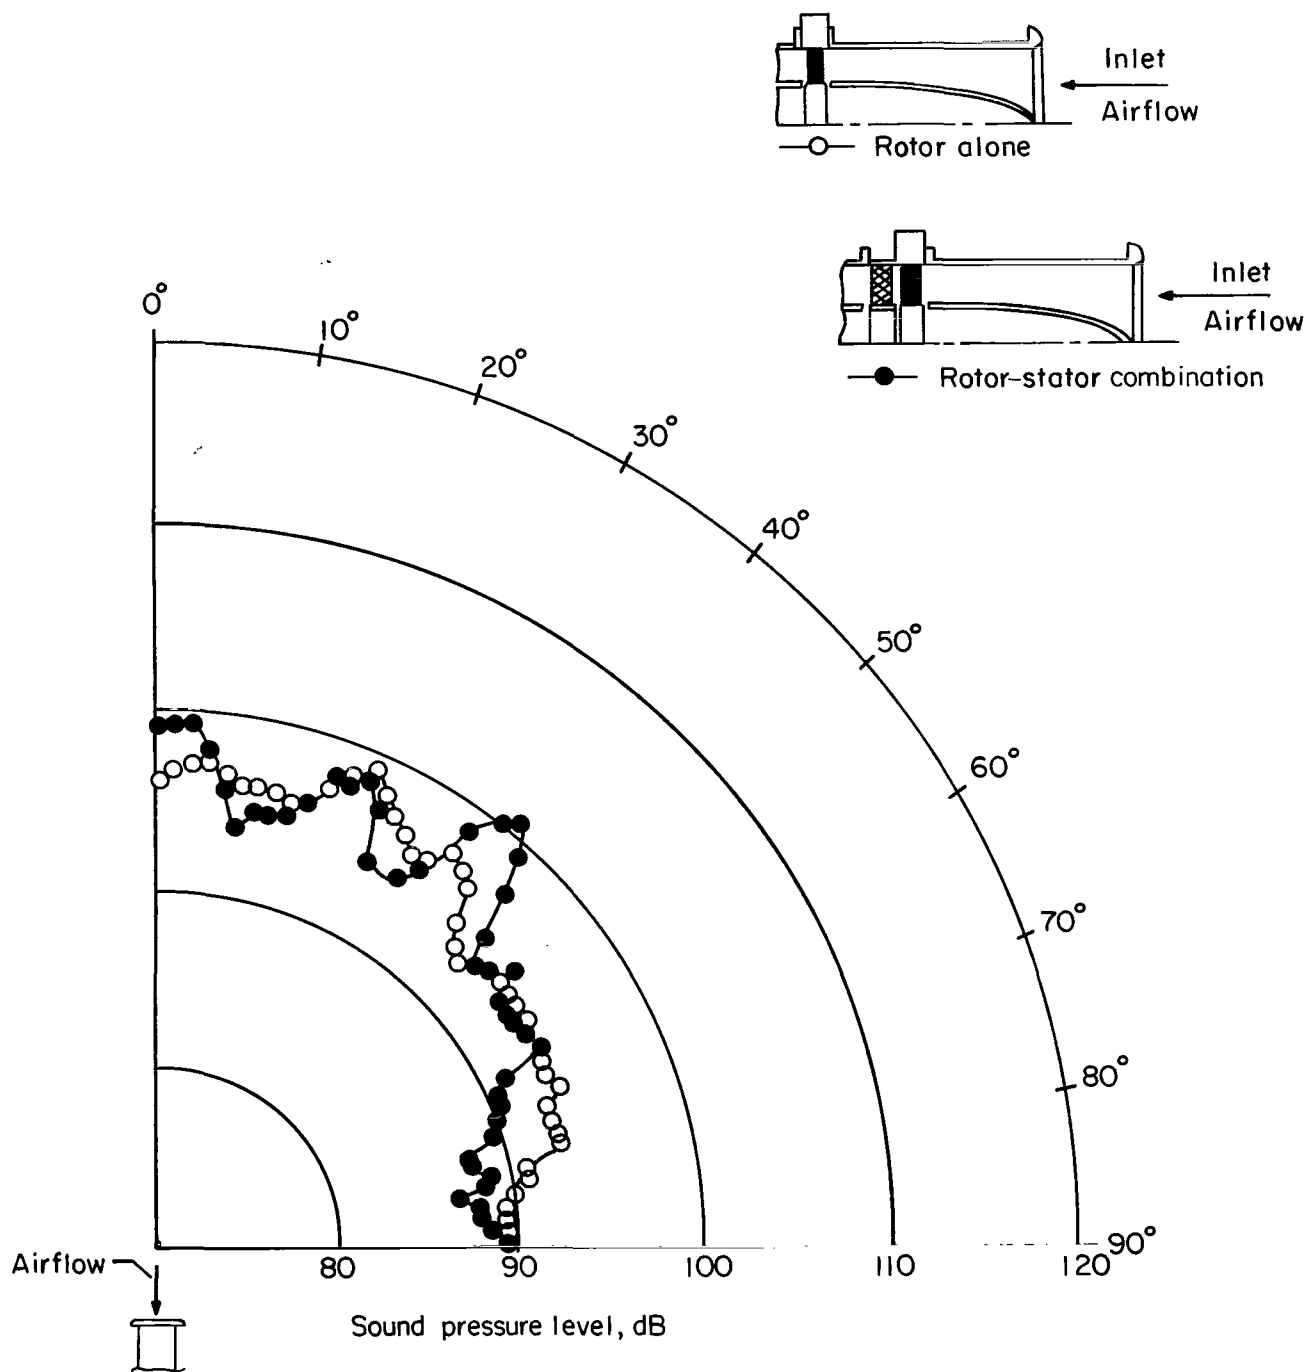 Inlet
Airflow
Rotor alone
Inlet
Airflow
Rotor-stator combination
0°
10°
20°
30°
40°
50°
60°
70°
80°
90°
80
90
100
110
120
Airflow
Sound pressure level, dB